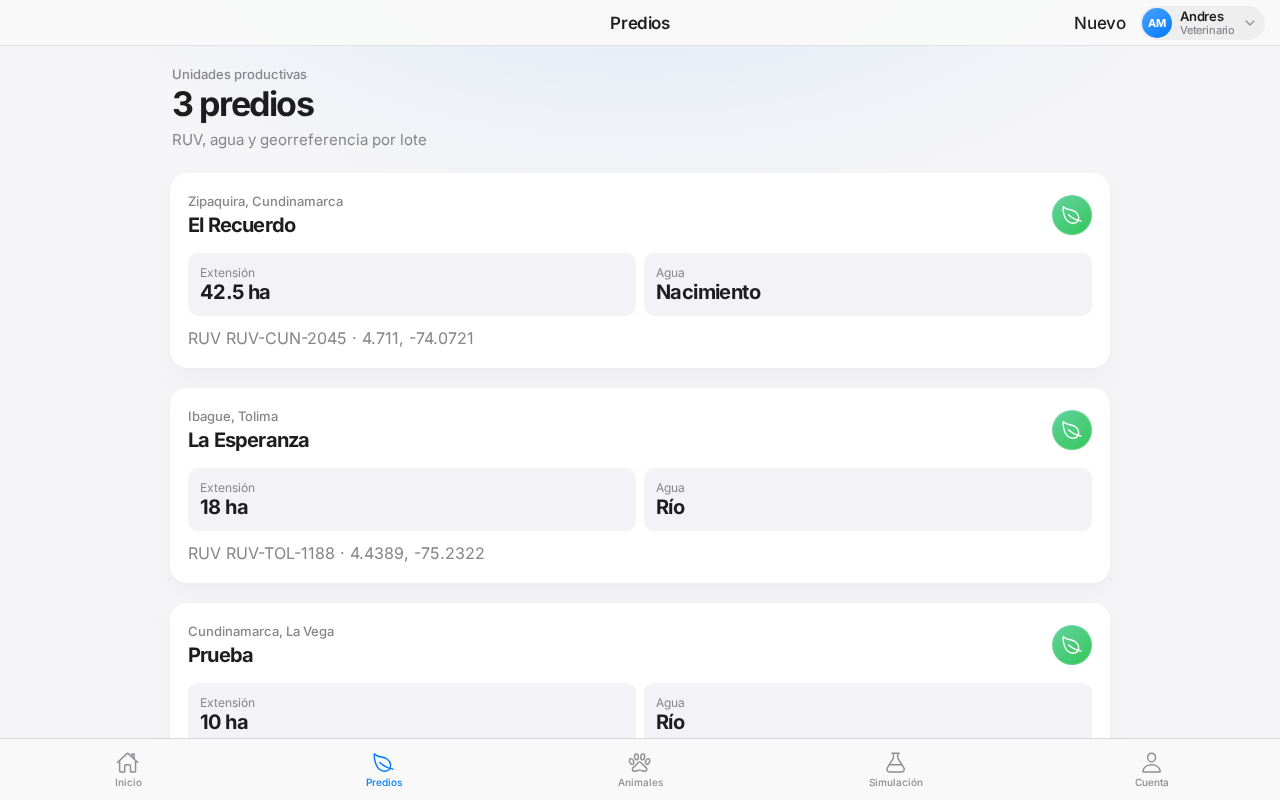 Predios
Nuevo
AM
Andres
Veterinario
Unidades productivas
3 predios
RUV, agua y georreferencia por lote
Zipaquira, Cundinamarca
El Recuerdo
Extensión
42.5 ha
Agua
Nacimiento
RUV RUV-CUN-2045 · 4.711, -74.0721
Ibague, Tolima
La Esperanza
Extensión
18 ha
Agua
Río
RUV RUV-TOL-1188 · 4.4389, -75.2322
Cundinamarca, La Vega
Prueba
Extensión
10 ha
Agua
Río
Inicio
Predios
Animales
Simulación
Cuenta